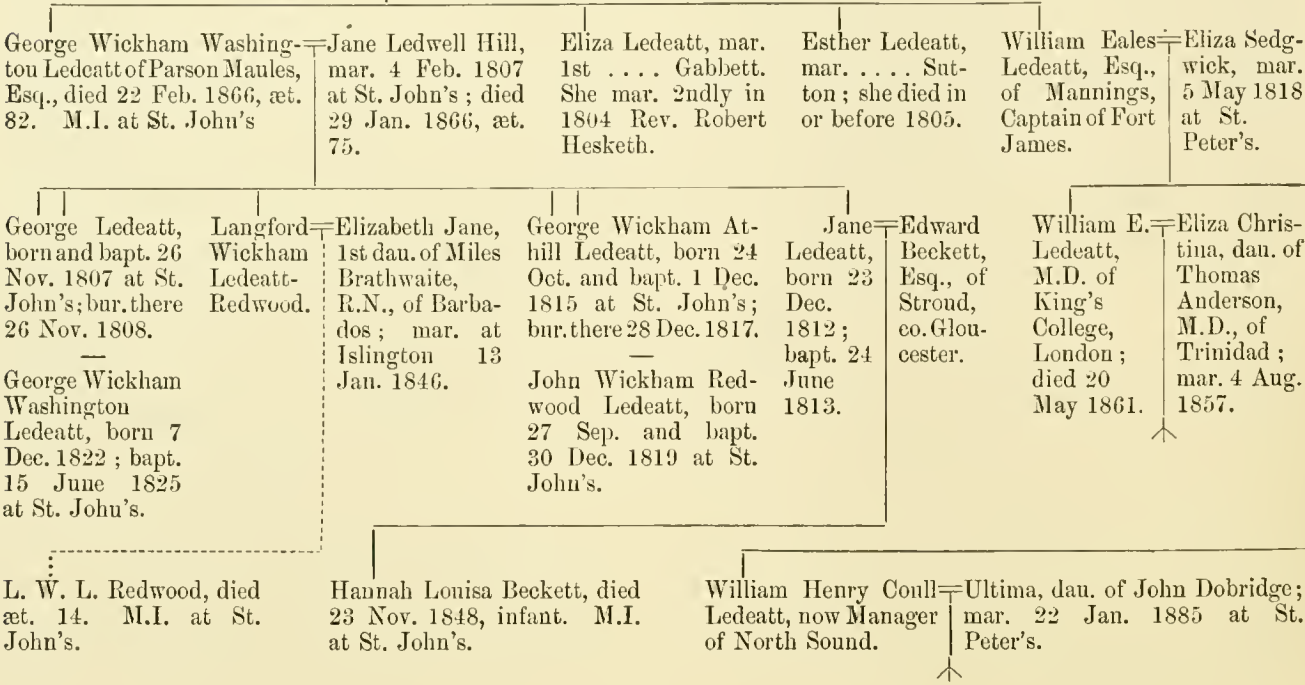 George Wickham Washing-
tou Ledeatt of Parson Maules,
Esq., died 22 Feb. 1866, æt.
82. M.I. at St. John's
Jane Ledwell Hill,
mar. 4 Feb. 1807
at St. John's ; died
29 Jan. 1866, æt.
75.
Eliza Ledeatt, mar.
1st .... Gabbett.
She mar. 2ndly in
1804 Rev. Robert
Hesketh.
Esther Ledeatt,
mar. .... Sut-
ton ; she died in
or before 1805.
William Eales
Ledeatt, Esq.,
of Mannings,
Captain of Fort
James.
Eliza Sedg-
wick, mar.
5 May 1818
at St.
Peter's.
George Ledeatt,
born and bapt. 26
Nov. 1807 at St.
John's; bur. there
26 Nov. 1808.
—
George Wickham
Washington
Ledeatt, born 7
Dec. 1822 ; bapt.
15 June 1825
at St. John's.
Langford
Wickham
Ledeatt-
Redwood.
Elizabeth Jane,
1st dau. of Miles
Brathwaite,
R.N., of Barba-
dos ; mar. at
Islington 13
Jan. 1846.
George Wickham At-
hill Ledeatt, born 24
Oct. and bapt. 1 Dec.
1815 at St. John's;
bur. there 28 Dec. 1817.
—
John Wickham Red-
wood Ledeatt, born
27 Sep. and bapt.
30 Dec. 1819 at St.
John's.
Jane
Ledeatt,
born 23
Dec.
1812 ;
bapt. 24
June
1813.
Edward
Beckett,
Esq., of
Stroud,
co. Glou-
cester.
William E.
Ledeatt,
M.D. of
King's
College,
London ;
died 20
May 1861.
Eliza Chris-
tina, dau. of
Thomas
Anderson,
M.D., of
Trinidad ;
mar. 4 Aug.
1857.
L. W. L. Redwood, died
æt. 14. M.I. at St.
John's.
Hannah Louisa Beckett, died
23 Nov. 1848, infant. M.I.
at St. John's.
William Henry Coull
Ledeatt, now Manager
of North Sound.
Ultima, dau. of John Dobridge;
mar. 22 Jan. 1885 at St.
Peter's.